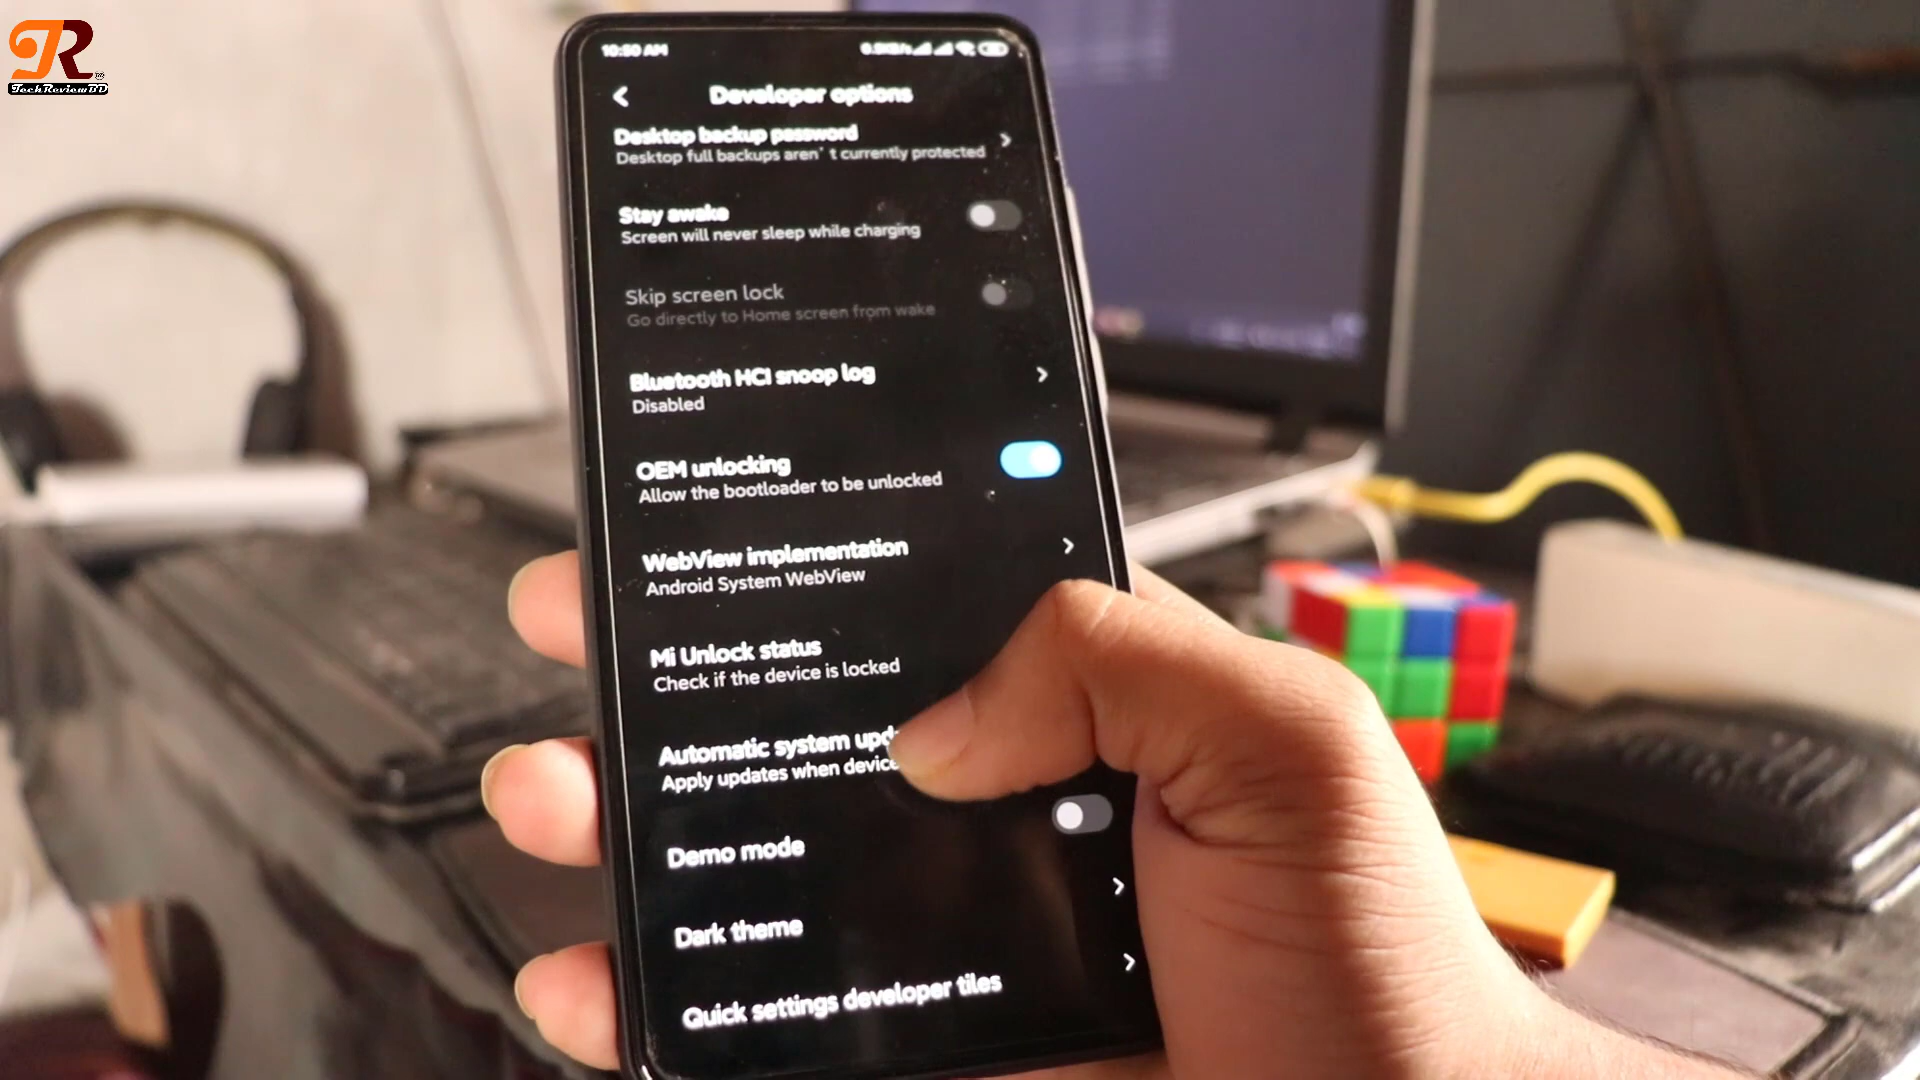 TechReviewBD
10:50 AM
Developer options
Desktop backup password
Desktop full backups aren't currently protected
Stay awake
Screen will never sleep while charging
Skip screen lock
Go directly to Home screen from wake
Bluetooth HCI snoop log
Disabled
OEM unlocking
Allow the bootloader to be unlocked
WebView implementation
Android System WebView
Mi Unlock status
Check if the device is locked
Automatic system
Apply updates when device
Demo mode
Dark theme
Quick settings developer tiles